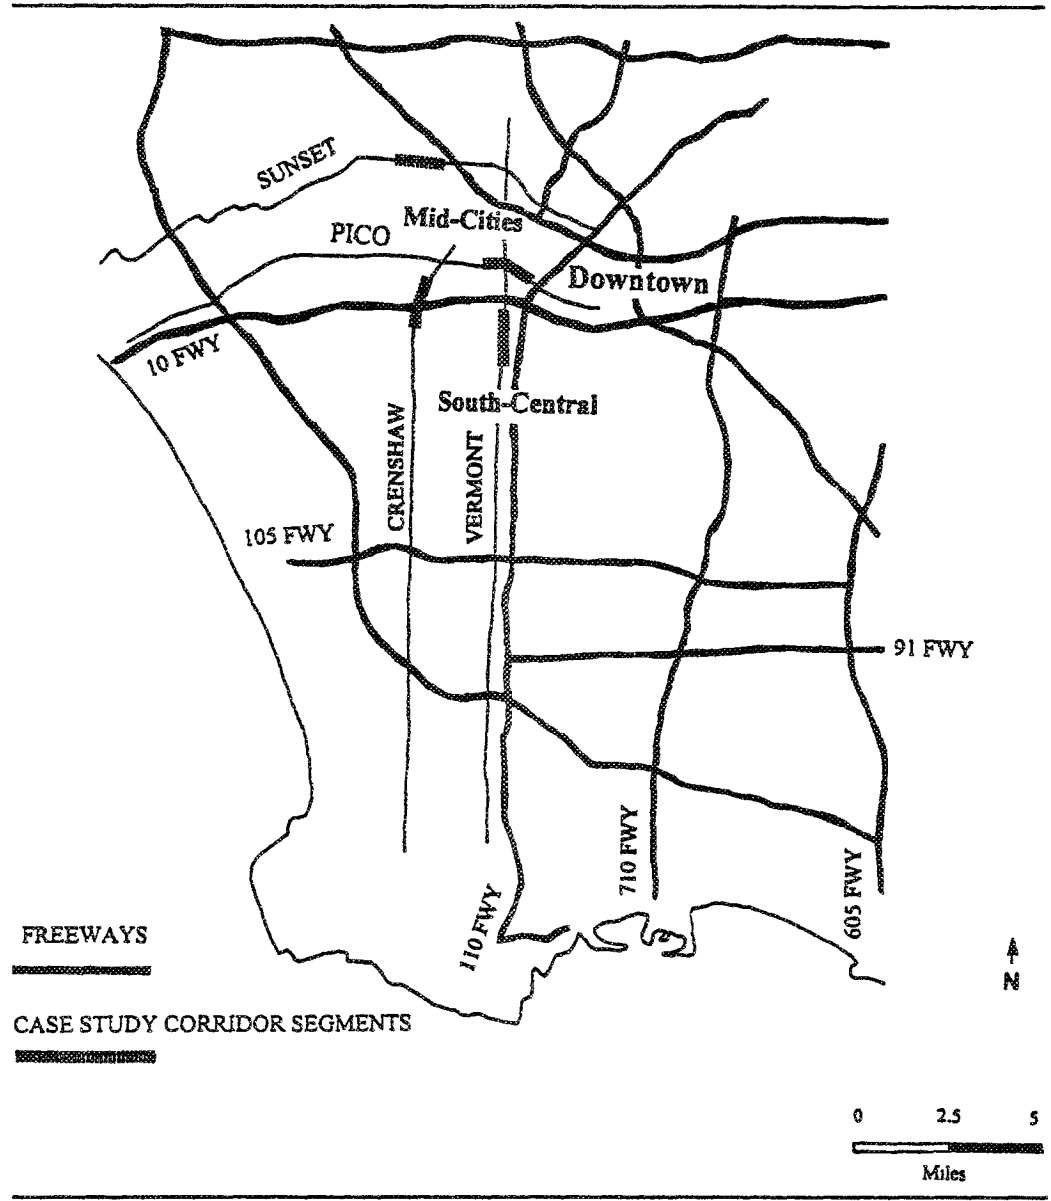 SUNSET
Mid-Cities
PICO
Downtown
10 FWY
South-Central
CRENSHAW
VERMONT
105 FWY
91 FWY
710 FWY
605 FWY
110 FWY
FREEWAYS
N
CASE STUDY CORRIDOR SEGMENTS
0 2.5 5
Miles